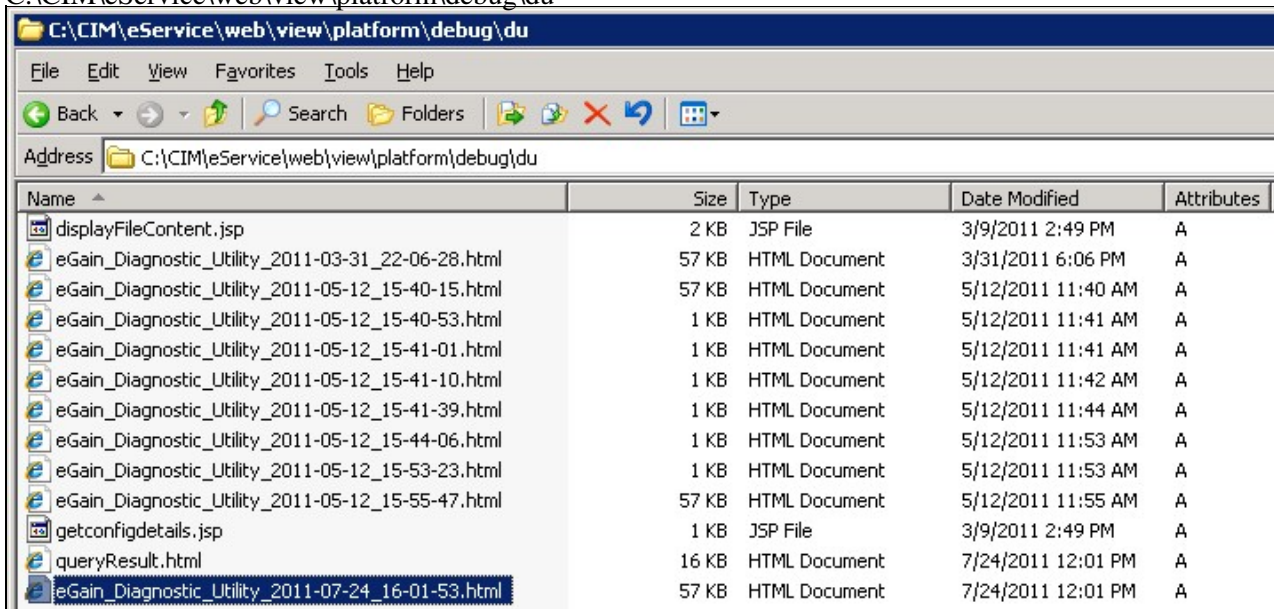 C:\CIM\eService\web\view\platform\debug\du
C:\CIM\eService\web\view\platform\debug\du
File Edit View Favorites Tools Help
Back Search Folders
Address C:\CIM\eService\web\view\platform\debug\du
Name Size Type Date Modified Attributes
displayFileContent.jsp 2 KB JSP File 3/9/2011 2:49 PM A
eGain_Diagnostic_Utility_2011-03-31_22-06-28.html 57 KB HTML Document 3/31/2011 6:06 PM A
eGain_Diagnostic_Utility_2011-05-12_15-40-15.html 57 KB HTML Document 5/12/2011 11:40 AM A
eGain_Diagnostic_Utility_2011-05-12_15-40-53.html 1 KB HTML Document 5/12/2011 11:41 AM A
eGain_Diagnostic_Utility_2011-05-12_15-41-01.html 1 KB HTML Document 5/12/2011 11:41 AM A
eGain_Diagnostic_Utility_2011-05-12_15-41-10.html 1 KB HTML Document 5/12/2011 11:42 AM A
eGain_Diagnostic_Utility_2011-05-12_15-41-39.html 1 KB HTML Document 5/12/2011 11:44 AM A
eGain_Diagnostic_Utility_2011-05-12_15-44-06.html 1 KB HTML Document 5/12/2011 11:53 AM A
eGain_Diagnostic_Utility_2011-05-12_15-53-23.html 1 KB HTML Document 5/12/2011 11:53 AM A
eGain_Diagnostic_Utility_2011-05-12_15-55-47.html 57 KB HTML Document 5/12/2011 11:55 AM A
getconfigdetails.jsp 1 KB JSP File 3/9/2011 2:49 PM A
queryResult.html 16 KB HTML Document 7/24/2011 12:01 PM A
eGain_Diagnostic_Utility_2011-07-24_16-01-53.html 57 KB HTML Document 7/24/2011 12:01 PM A